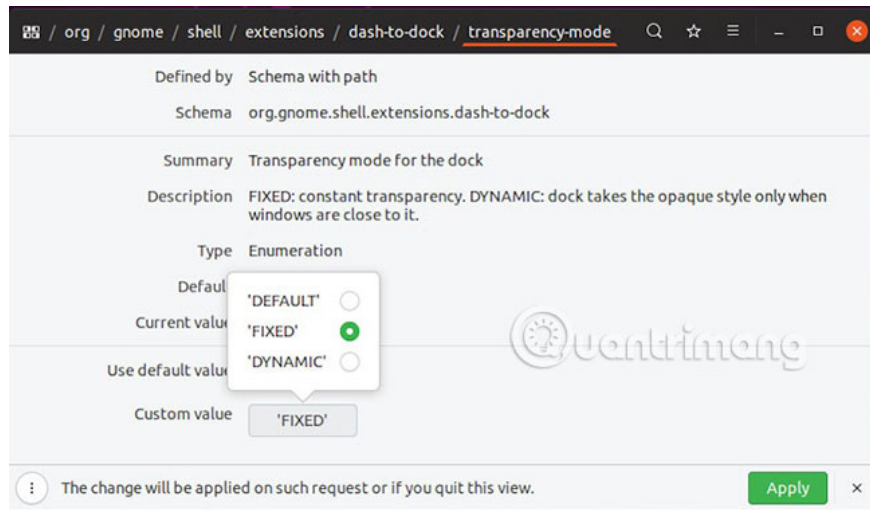 / org / gnome / shell / extensions / dash-to-dock / transparency-mode
Defined by Schema with path
Schema org.gnome.shell.extensions.dash-to-dock
Summary Transparency mode for the dock
Description FIXED: constant transparency. DYNAMIC: dock takes the opaque style only when
windows are close to it.
Type Enumeration
Defaul
'DEFAULT'
Current valu
'FIXED'
Use default valu
'DYNAMIC'
Custom value 'FIXED'
Quantrimang
The change will be applied on such request or if you quit this view. Apply